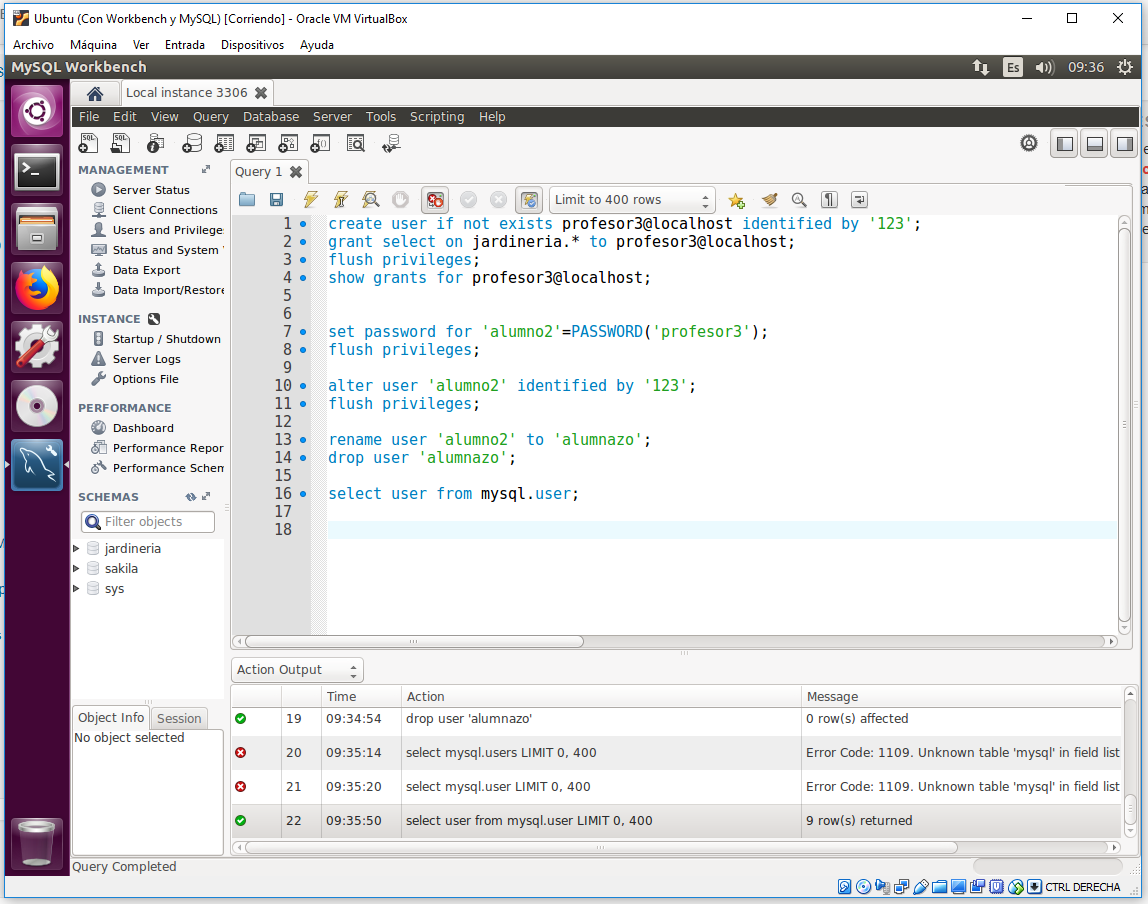 Ubuntu (Con Workbench y MySQL) [Corriendo] - Oracle VM VirtualBox
Archivo Máquina Ver Entrada Dispositivos Ayuda
MySQL Workbench
Es
09:36
Local instance 3306
File Edit View Query Database Server Tools Scripting Help
MANAGEMENT
Server Status
Client Connections
Users and Privileges
Status and System
Data Export
Data Import/Restore
INSTANCE
Startup / Shutdown
Server Logs
Options File
PERFORMANCE
Dashboard
Performance Repor
Performance Schem
SCHEMAS
Filter objects
jardineria
sakila
sys
Object Info Session
No object selected
Query 1
Limit to 400 rows
1 create user if not exists profesor3@localhost identified by '123';
2 grant select on jardineria.* to profesor3@localhost;
3 flush privileges;
4 show grants for profesor3@localhost;
5
6
7 set password for 'alumno2'=PASSWORD('profesor3');
8 flush privileges;
9
10 alter user 'alumno2' identified by '123';
11 flush privileges;
12
13 rename user 'alumno2' to 'alumnazo';
14 drop user 'alumnazo';
15
16 select user from mysql.user;
17
18
Action Output
Time Action Message
19 09:34:54 drop user 'alumnazo' 0 row(s) affected
20 09:35:14 select mysql.users LIMIT 0, 400 Error Code: 1109. Unknown table 'mysql' in field list
21 09:35:20 select mysql.user LIMIT 0, 400 Error Code: 1109. Unknown table 'mysql' in field list
22 09:35:50 select user from mysql.user LIMIT 0, 400 9 row(s) returned
Query Completed
CTRL DERECHA